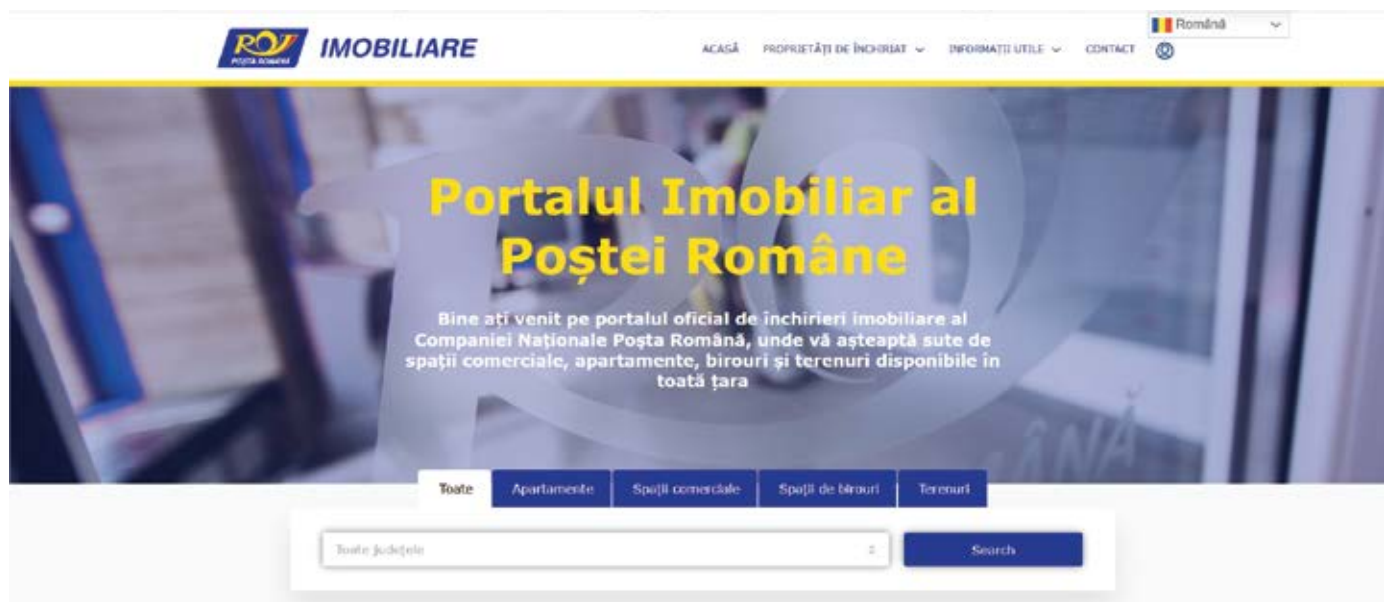 POȘTA ROMÂNĂ
IMOBILIARE
ACASĂ
PROPRIETĂȚI DE ÎNCHIRIAT
INFORMAȚII UTILE
CONTACT
Română
Portalul Imobiliar al
Poștei Române
Bine ați venit pe portalul oficial de închirieri imobiliare al
Companiei Naționale Poșta Română, unde vă așteaptă sute de
spații comerciale, apartamente, birouri și terenuri disponibile în
toată țara
Toate
Apartamente
Spații comerciale
Spații de birouri
Terenuri
Toate județele
Search